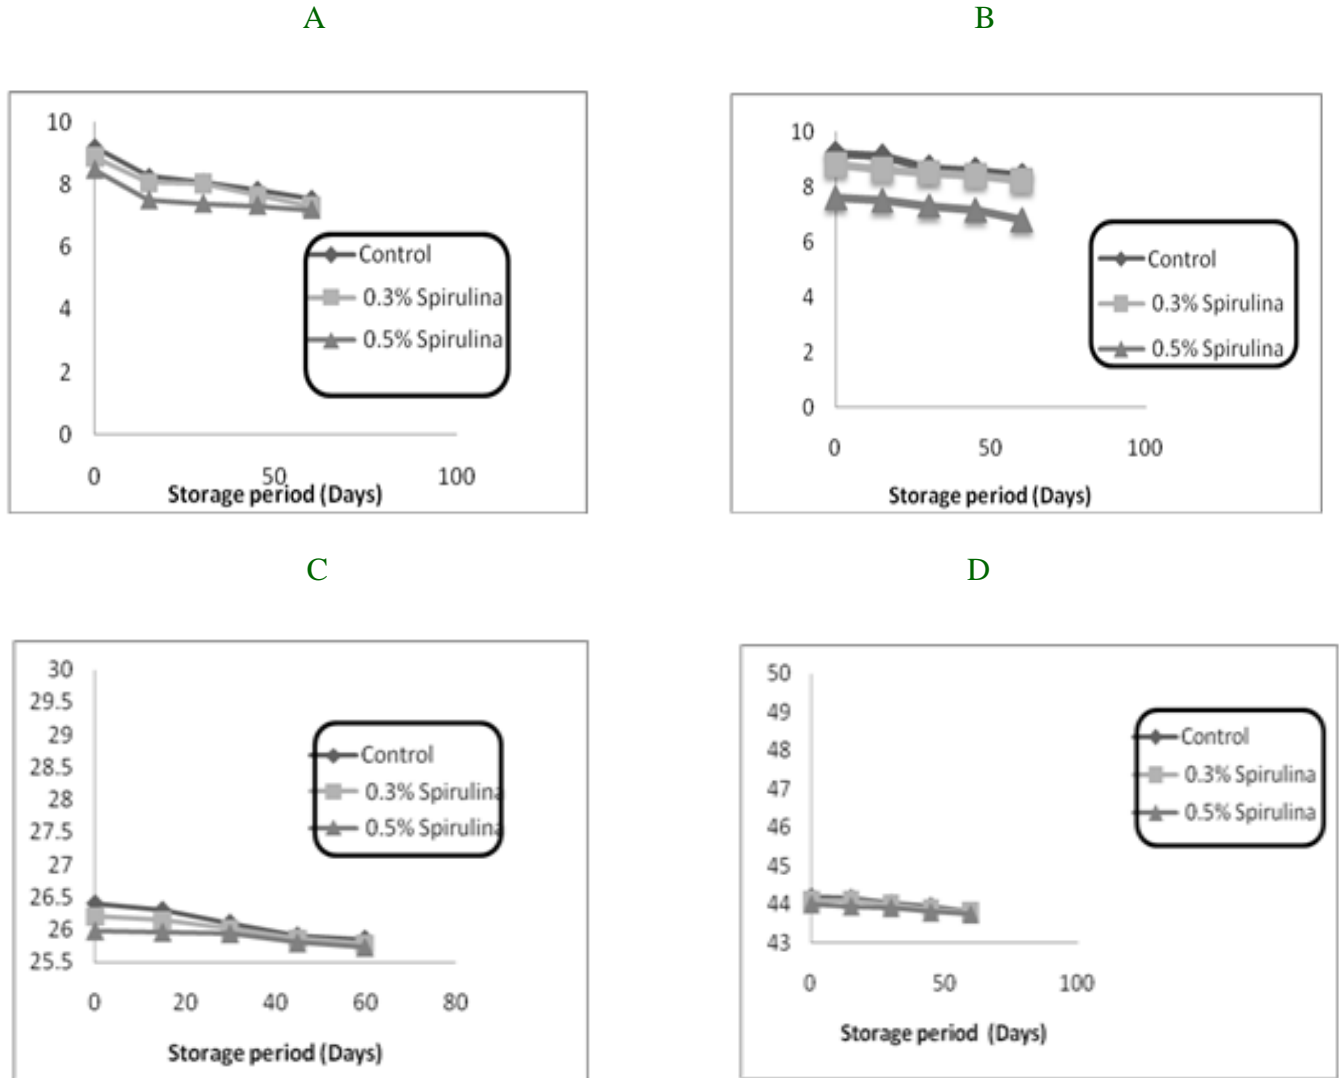 A
B
10
8
6
4
2
0
0 50 100
Storage period (Days)
Control
0.3% Spirulina
0.5% Spirulina
10
8
6
4
2
0
0 50 100
Storage period (Days)
Control
0.3% Spirulina
0.5% Spirulina
C
D
30
29.5
29
28.5
28
27.5
27
26.5
26
25.5
0 20 40 60 80
Storage period (Days)
Control
0.3% Spirulina
0.5% Spirulina
50
49
48
47
46
45
44
43
0 50 100
Storage period (Days)
Control
0.3% Spirulina
0.5% Spirulina